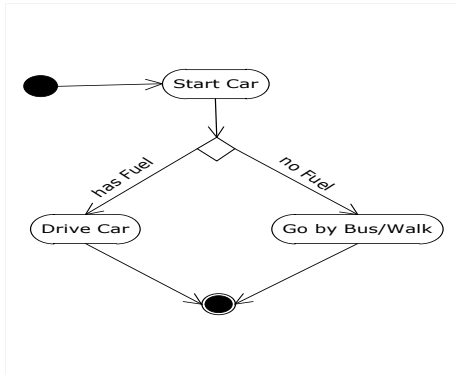 Start Car
has Fuel
no Fuel
Drive Car
Go by Bus/Walk